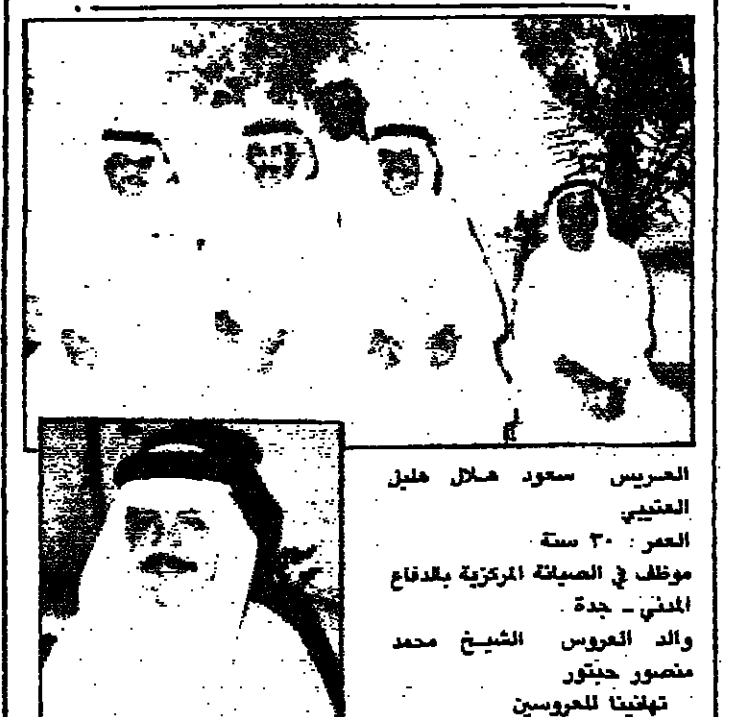 العريس سعود هلال هليل
العتيبي
العمر : ٣٠ سنة
موظف في الصيانة المركزية بالدفاع
المدني ــ جدة .
والد العروس الشيخ محمد
منصور حبتور
تهانينا للعروسين